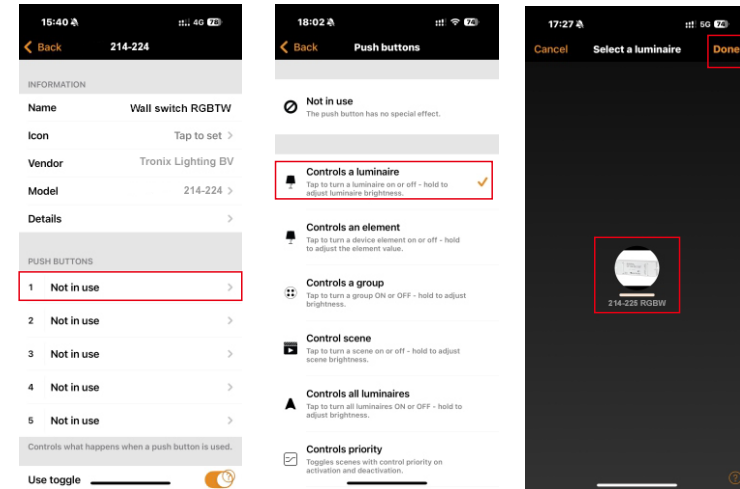 15:40
4G 74
Back
214-224
INFORMATION
Name Wall switch RGBTW
Icon Tap to set
Vendor Tronix Lighting BV
Model 214-224
Details
PUSH BUTTONS
1 Not in use
2 Not in use
3 Not in use
4 Not in use
5 Not in use
Controls what happens when a push button is used.
Use toggle
18:02
74
Back
Push buttons
Not in use
The push button has no special effect.
Controls a luminaire
Tap to turn a luminaire on or off - hold to
adjust luminaire brightness.
Controls an element
Tap to turn a device element on or off - hold
to adjust the element value.
Controls a group
Tap to turn a group ON or OFF - hold to adjust
brightness.
Control scene
Tap to turn a scene on or off - hold to adjust
scene brightness.
Controls all luminaires
Tap to turn all luminaires ON or OFF - hold to
adjust brightness.
Controls priority
Toggles scenes with control priority on
activation and deactivation.
17:27
5G 74
Cancel
Select a luminaire
Done
214-225 RGBW